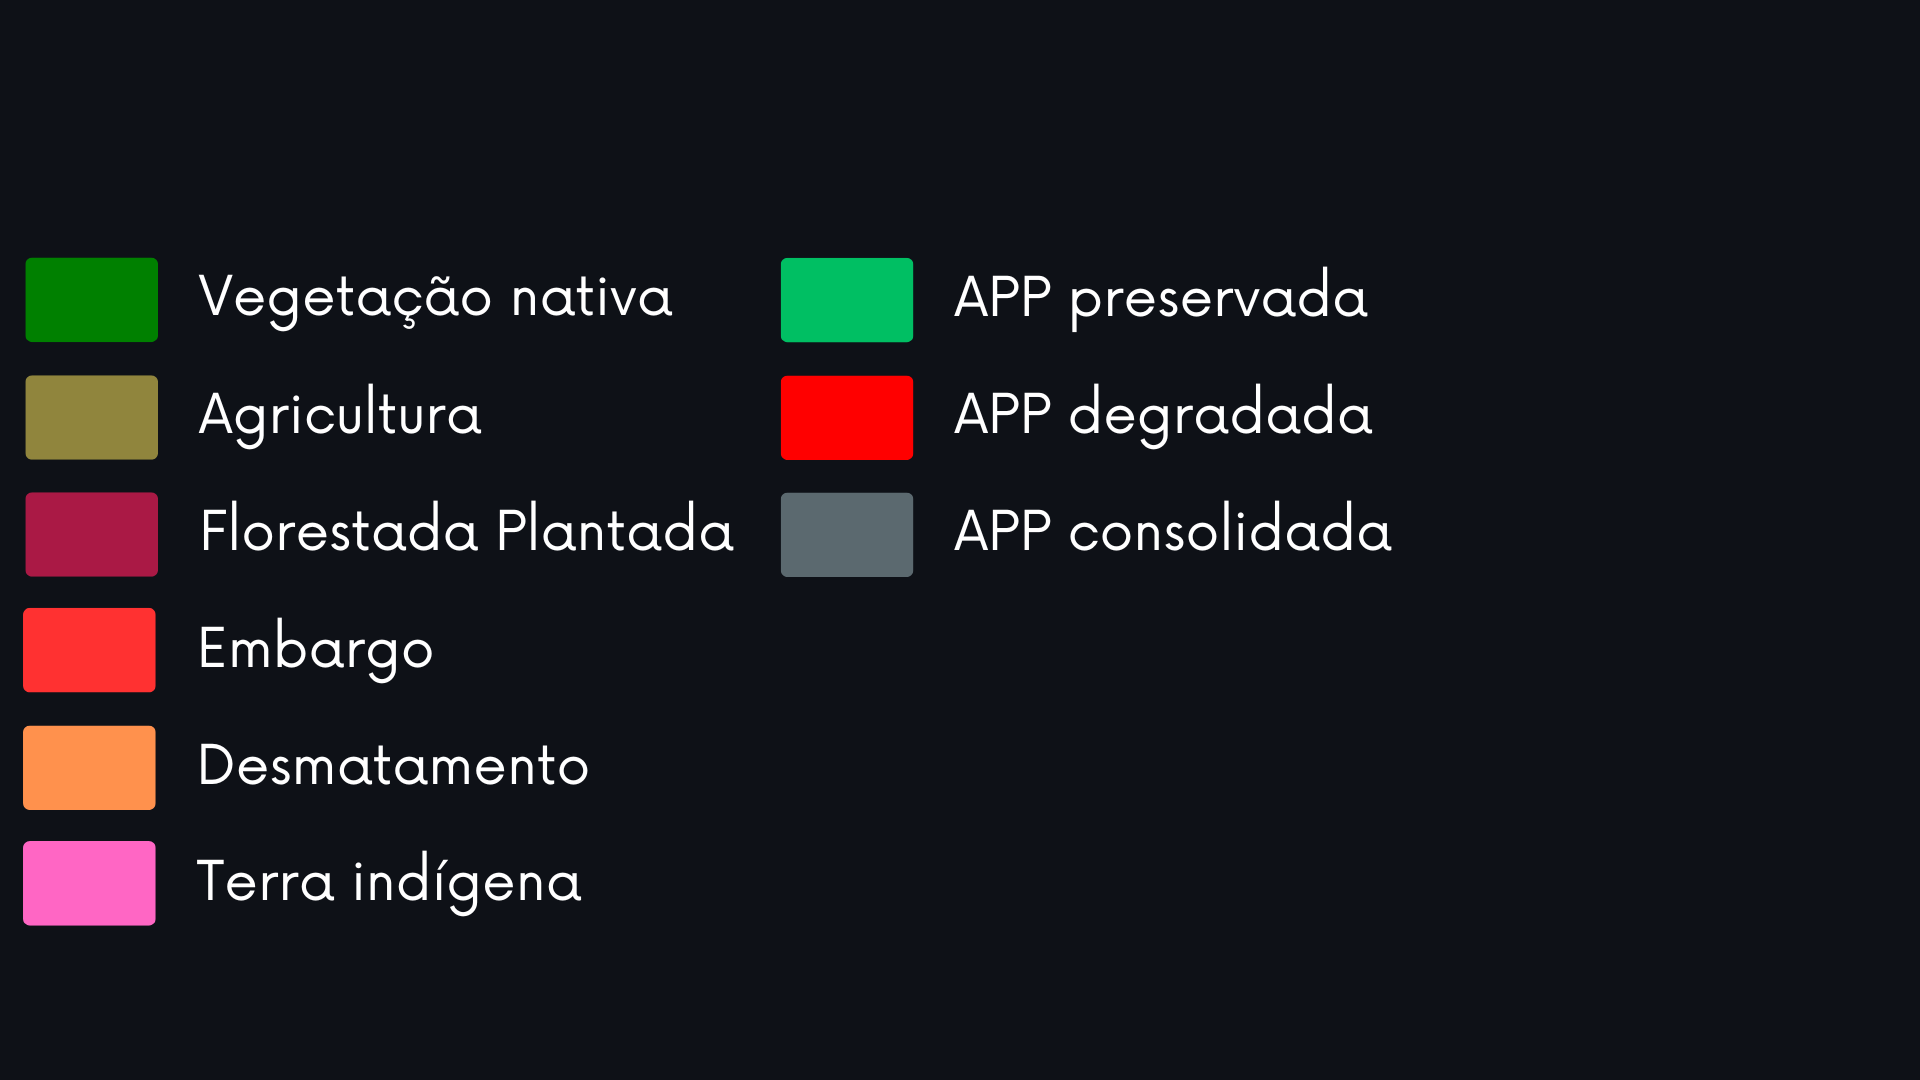 Vegetação nativa
Agricultura
Florestada Plantada
Embargo
Desmatamento
Terra indígena
APP preservada
APP degradada
APP consolidada